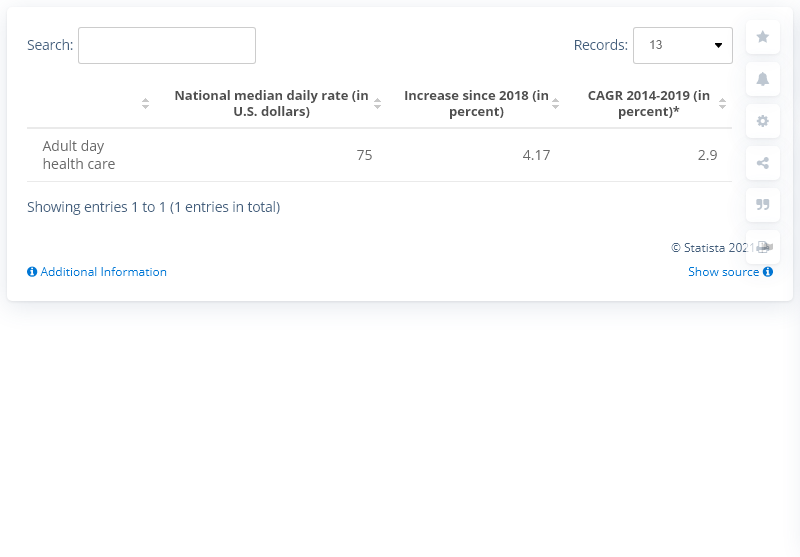 Search:
Records: 13
National median daily rate (in U.S. dollars)
Increase since 2018 (in percent)
CAGR 2014-2019 (in percent)*
Adult day health care
75
4.17
2.9
Showing entries 1 to 1 (1 entries in total)
© Statista 2021
Additional Information
Show source